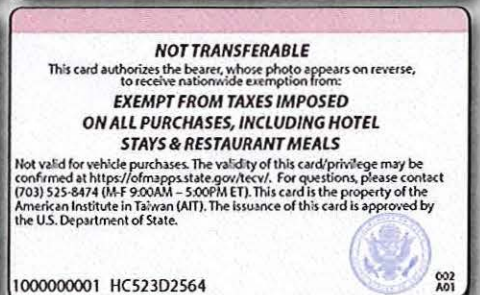 NOT TRANSFERABLE
This card authorizes the bearer, whose photo appears on reverse,
to receive nationwide exemption from:
EXEMPT FROM TAXES IMPOSED
ON ALL PURCHASES, INCLUDING HOTEL
STAYS & RESTAURANT MEALS
Not valid for vehicle purchases. The validity of this card/privilege may be
confirmed at https://ofmapps.state.gov/tecv/. For questions, please contact
(703) 525-8474 (M-F 9:00AM – 5:00PM ET). This card is the property of the
American Institute in Taiwan (AIT). The issuance of this card is approved by
the U.S. Department of State.
1000000001 HC523D2564
002
A01